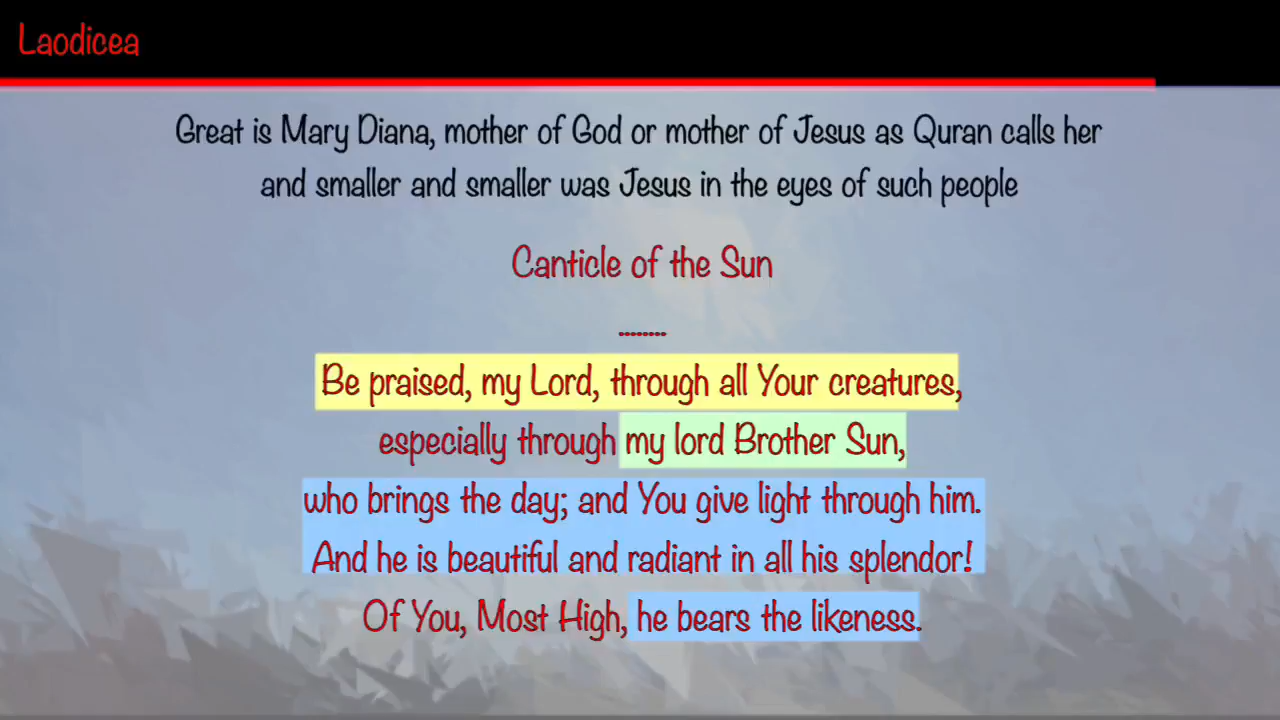 Laodicea
Great is Mary Diana, mother of God or mother of Jesus as Quran calls her
and smaller and smaller was Jesus in the eyes of such people
Canticle of the Sun
--------
Be praised, my Lord, through all Your creatures,
especially through my lord Brother Sun,
who brings the day; and You give light through him.
And he is beautiful and radiant in all his splendor!
Of You, Most High, he bears the likeness.